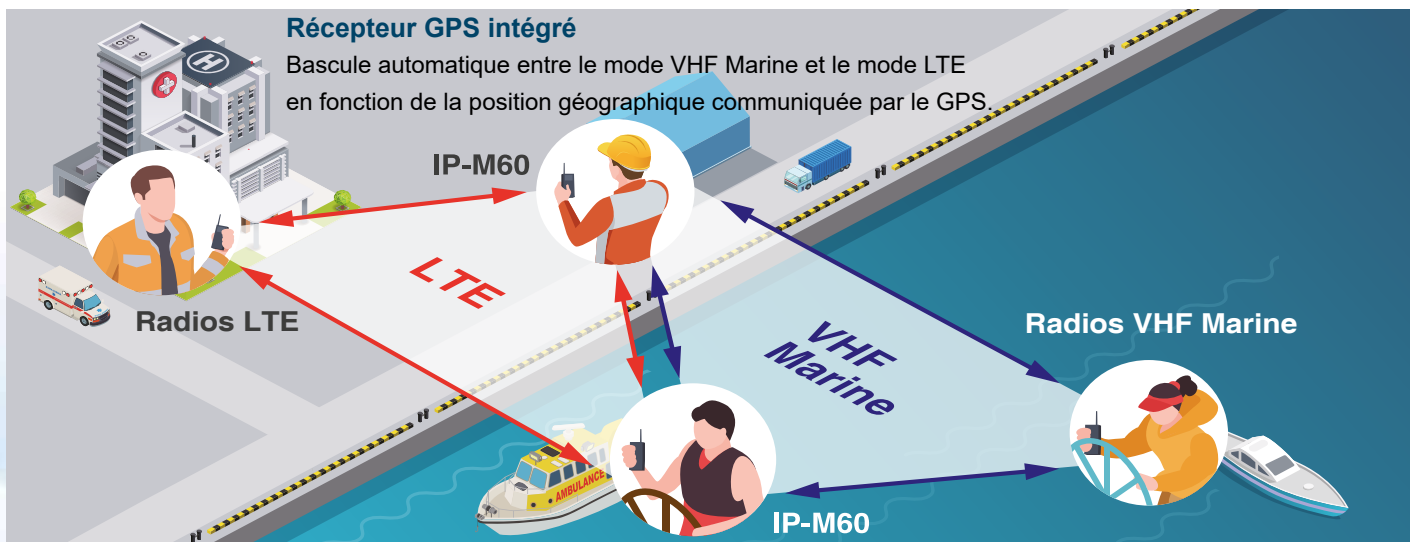 Récepteur GPS intégré
Bascule automatique entre le mode VHF Marine et le mode LTE
en fonction de la position géographique communiquée par le GPS.
H
IP-M60
LTE
Radios LTE
Radios VHF Marine
VHF
Marine
AMBULANCE
IP-M60